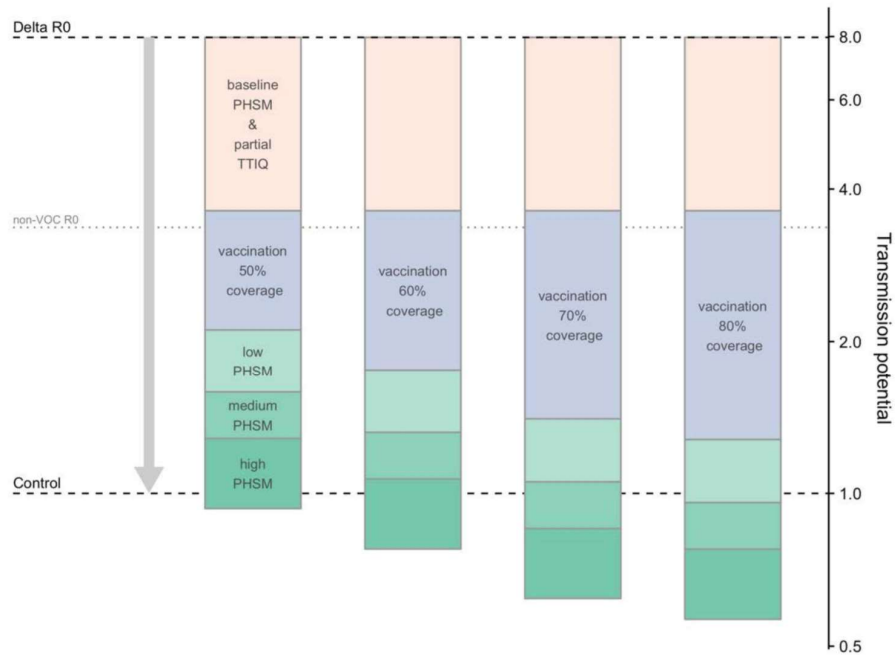 Delta R0
8.0
baseline
PHSM
&
partial
TTIQ
6.0
4.0
non-VOC R0
vaccination
50%
coverage
vaccination
60%
coverage
vaccination
70%
coverage
vaccination
80%
coverage
Transmission potential
2.0
low
PHSM
medium
PHSM
high
PHSM
Control
1.0
0.5